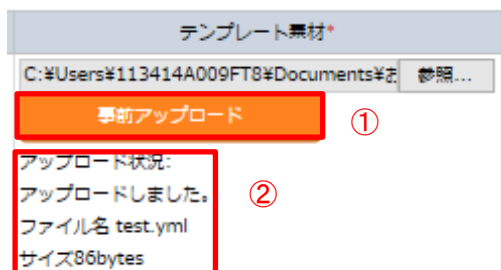 テンプレート素材*
C:¥Users¥113414A009FT8¥Documents¥お 参照...
事前アップロード ①
アップロード状況:
アップロードしました。 ②
ファイル名 test.yml
サイズ86bytes